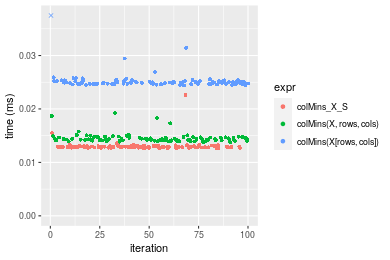 0.03
0.02
0.01
0.00
0
25
50
75
100
iteration
time (ms)
expr
colMins_X_S
colMins(X, rows, cols)
colMins(X[rows, cols])